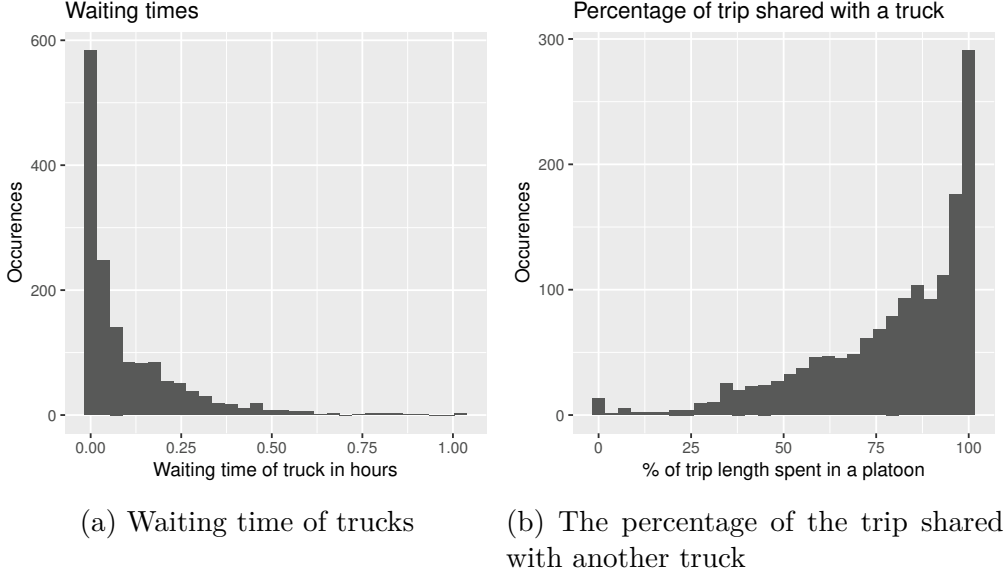 Waiting times
600
400
200
0
Occurences
0.00 0.25 0.50 0.75 1.00
Waiting time of truck in hours
(a) Waiting time of trucks
Percentage of trip shared with a truck
300
200
100
0
Occurences
0 25 50 75 100
% of trip length spent in a platoon
(b) The percentage of the trip shared
with another truck